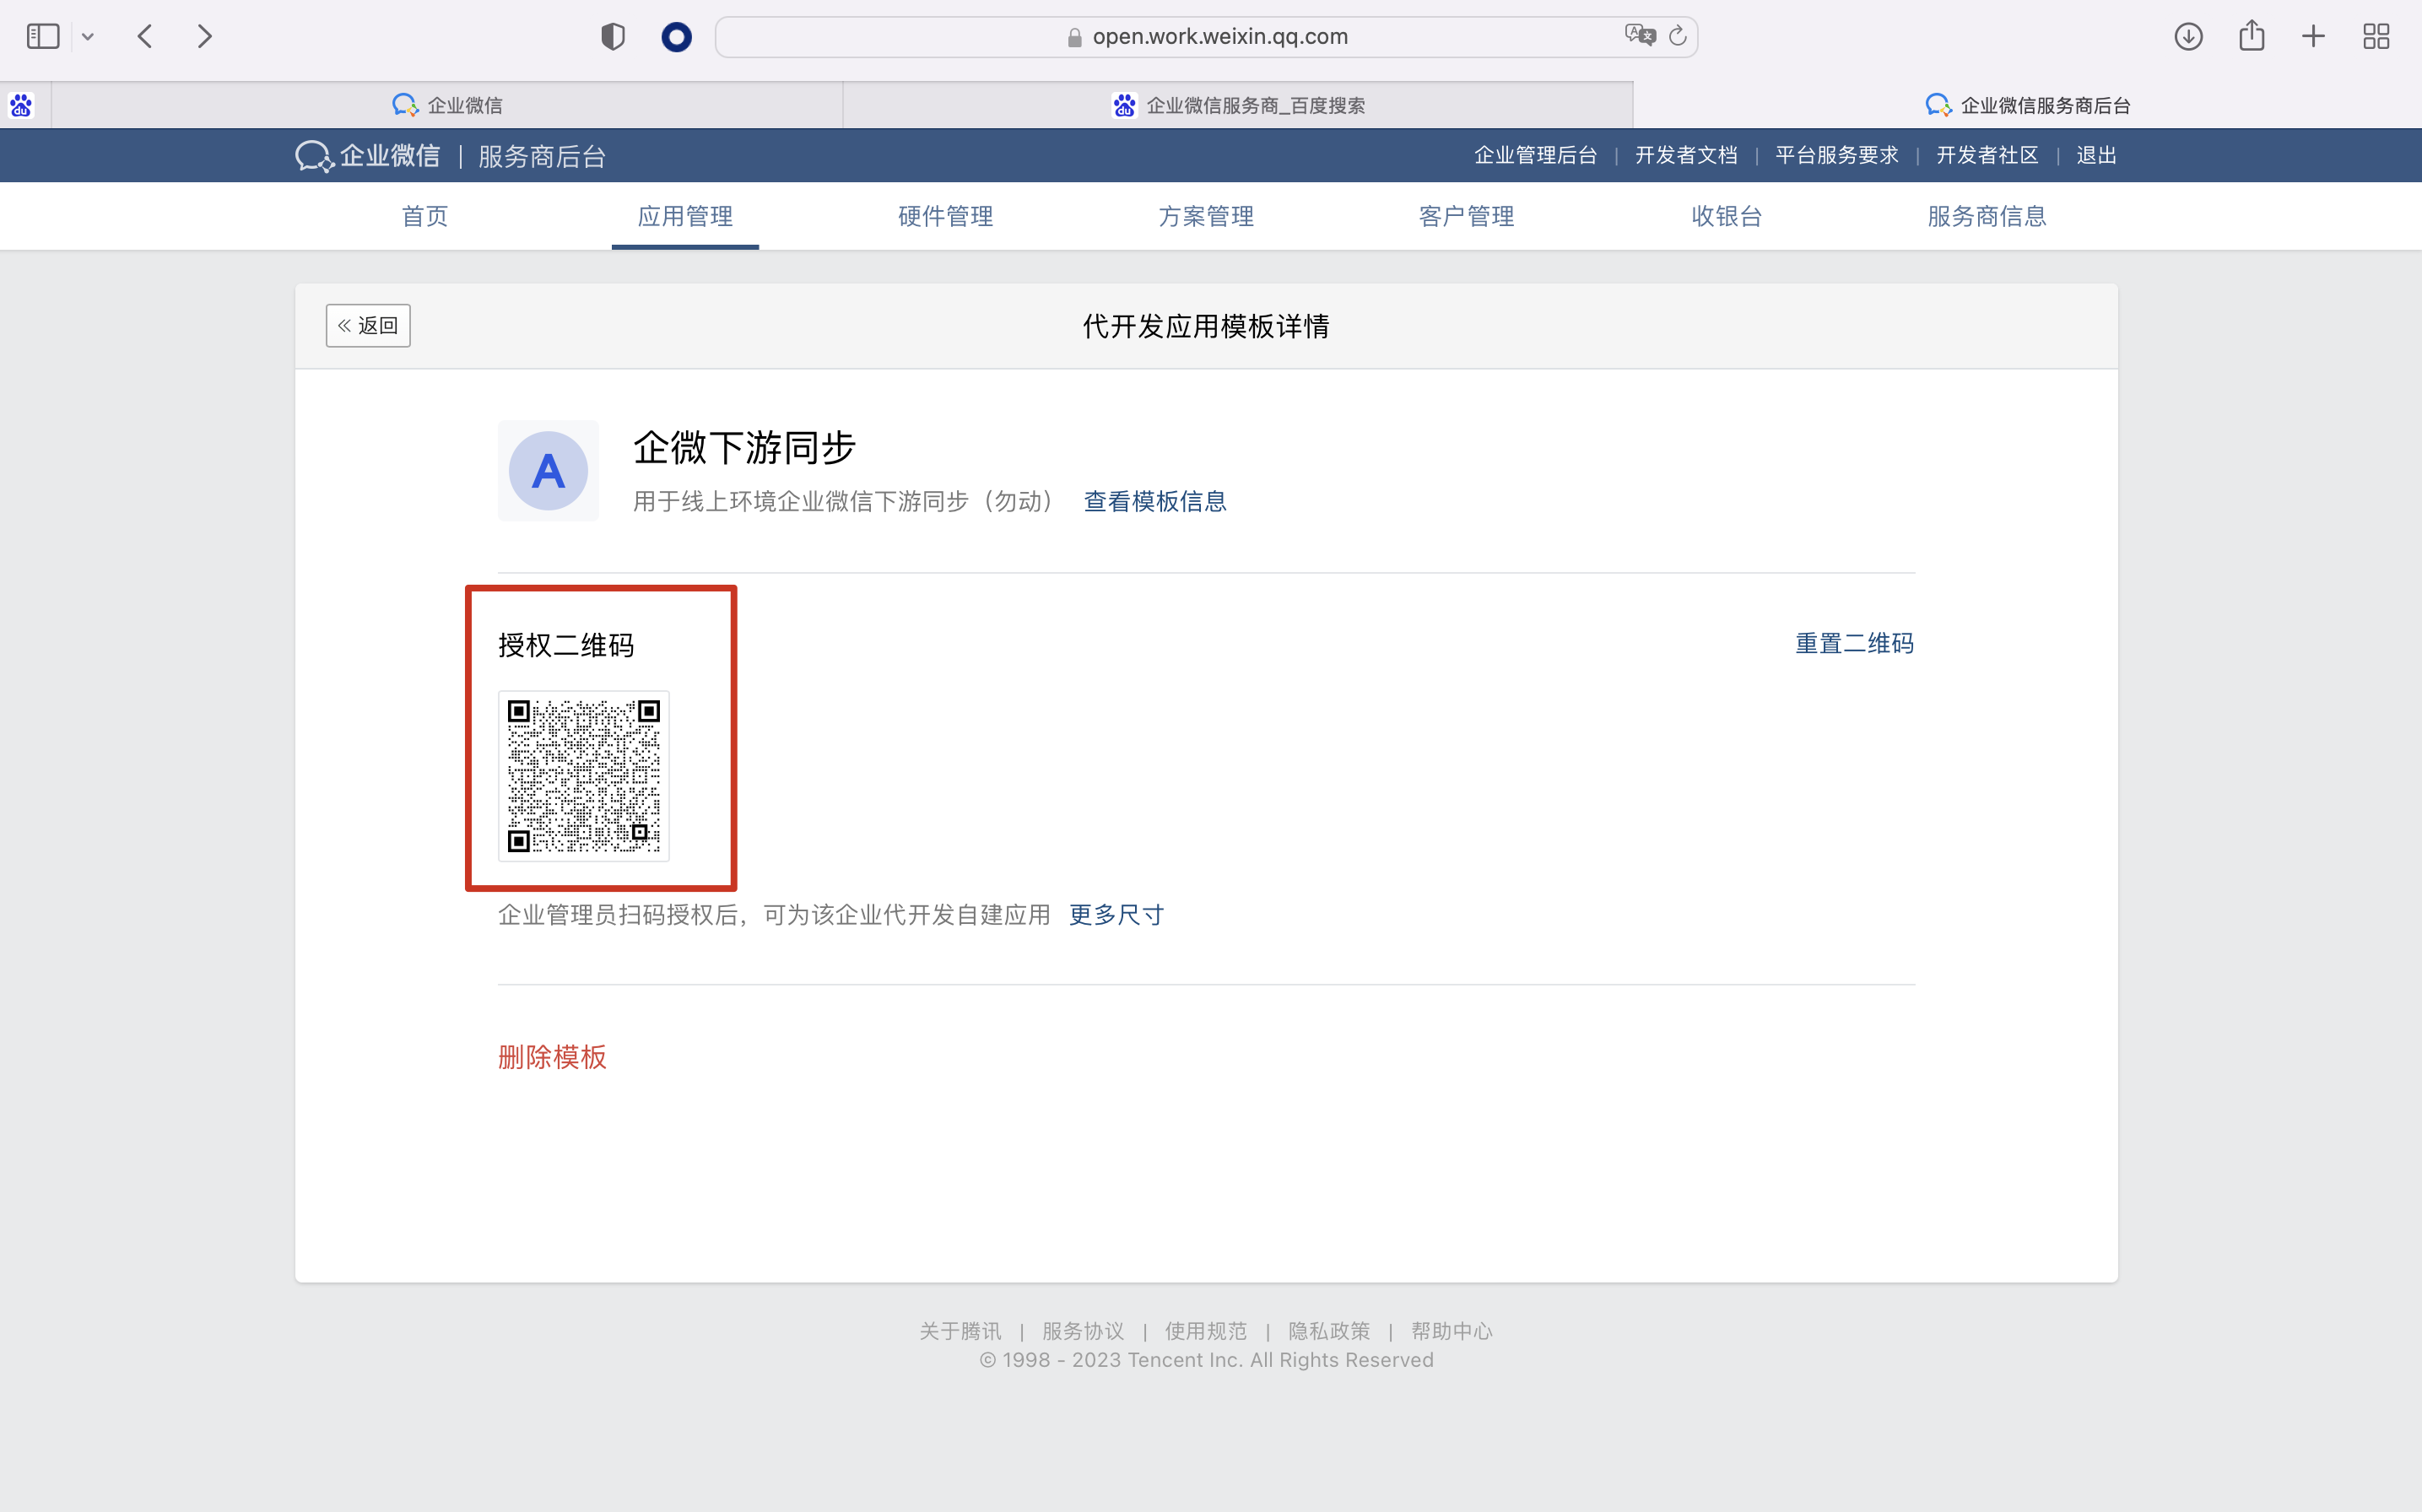 open.work.weixin.qq.com
企业微信
企业微信服务商_百度搜索
企业微信服务商后台
企业微信 | 服务商后台
企业管理后台 | 开发者文档 | 平台服务要求 | 开发者社区 | 退出
首页 应用管理 硬件管理 方案管理 客户管理 收银台 服务商信息
« 返回
代开发应用模板详情
A
企微下游同步
用于线上环境企业微信下游同步（勿动） 查看模板信息
授权二维码
重置二维码
企业管理员扫码授权后，可为该企业代开发自建应用 更多尺寸
删除模板
关于腾讯 | 服务协议 | 使用规范 | 隐私政策 | 帮助中心
© 1998 - 2023 Tencent Inc. All Rights Reserved